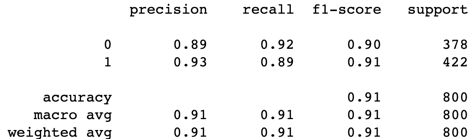 precision recall f1-score support
0 0.89 0.92 0.90 378
1 0.93 0.89 0.91 422
accuracy 0.91 800
macro avg 0.91 0.91 0.91 800
weighted avg 0.91 0.91 0.91 800